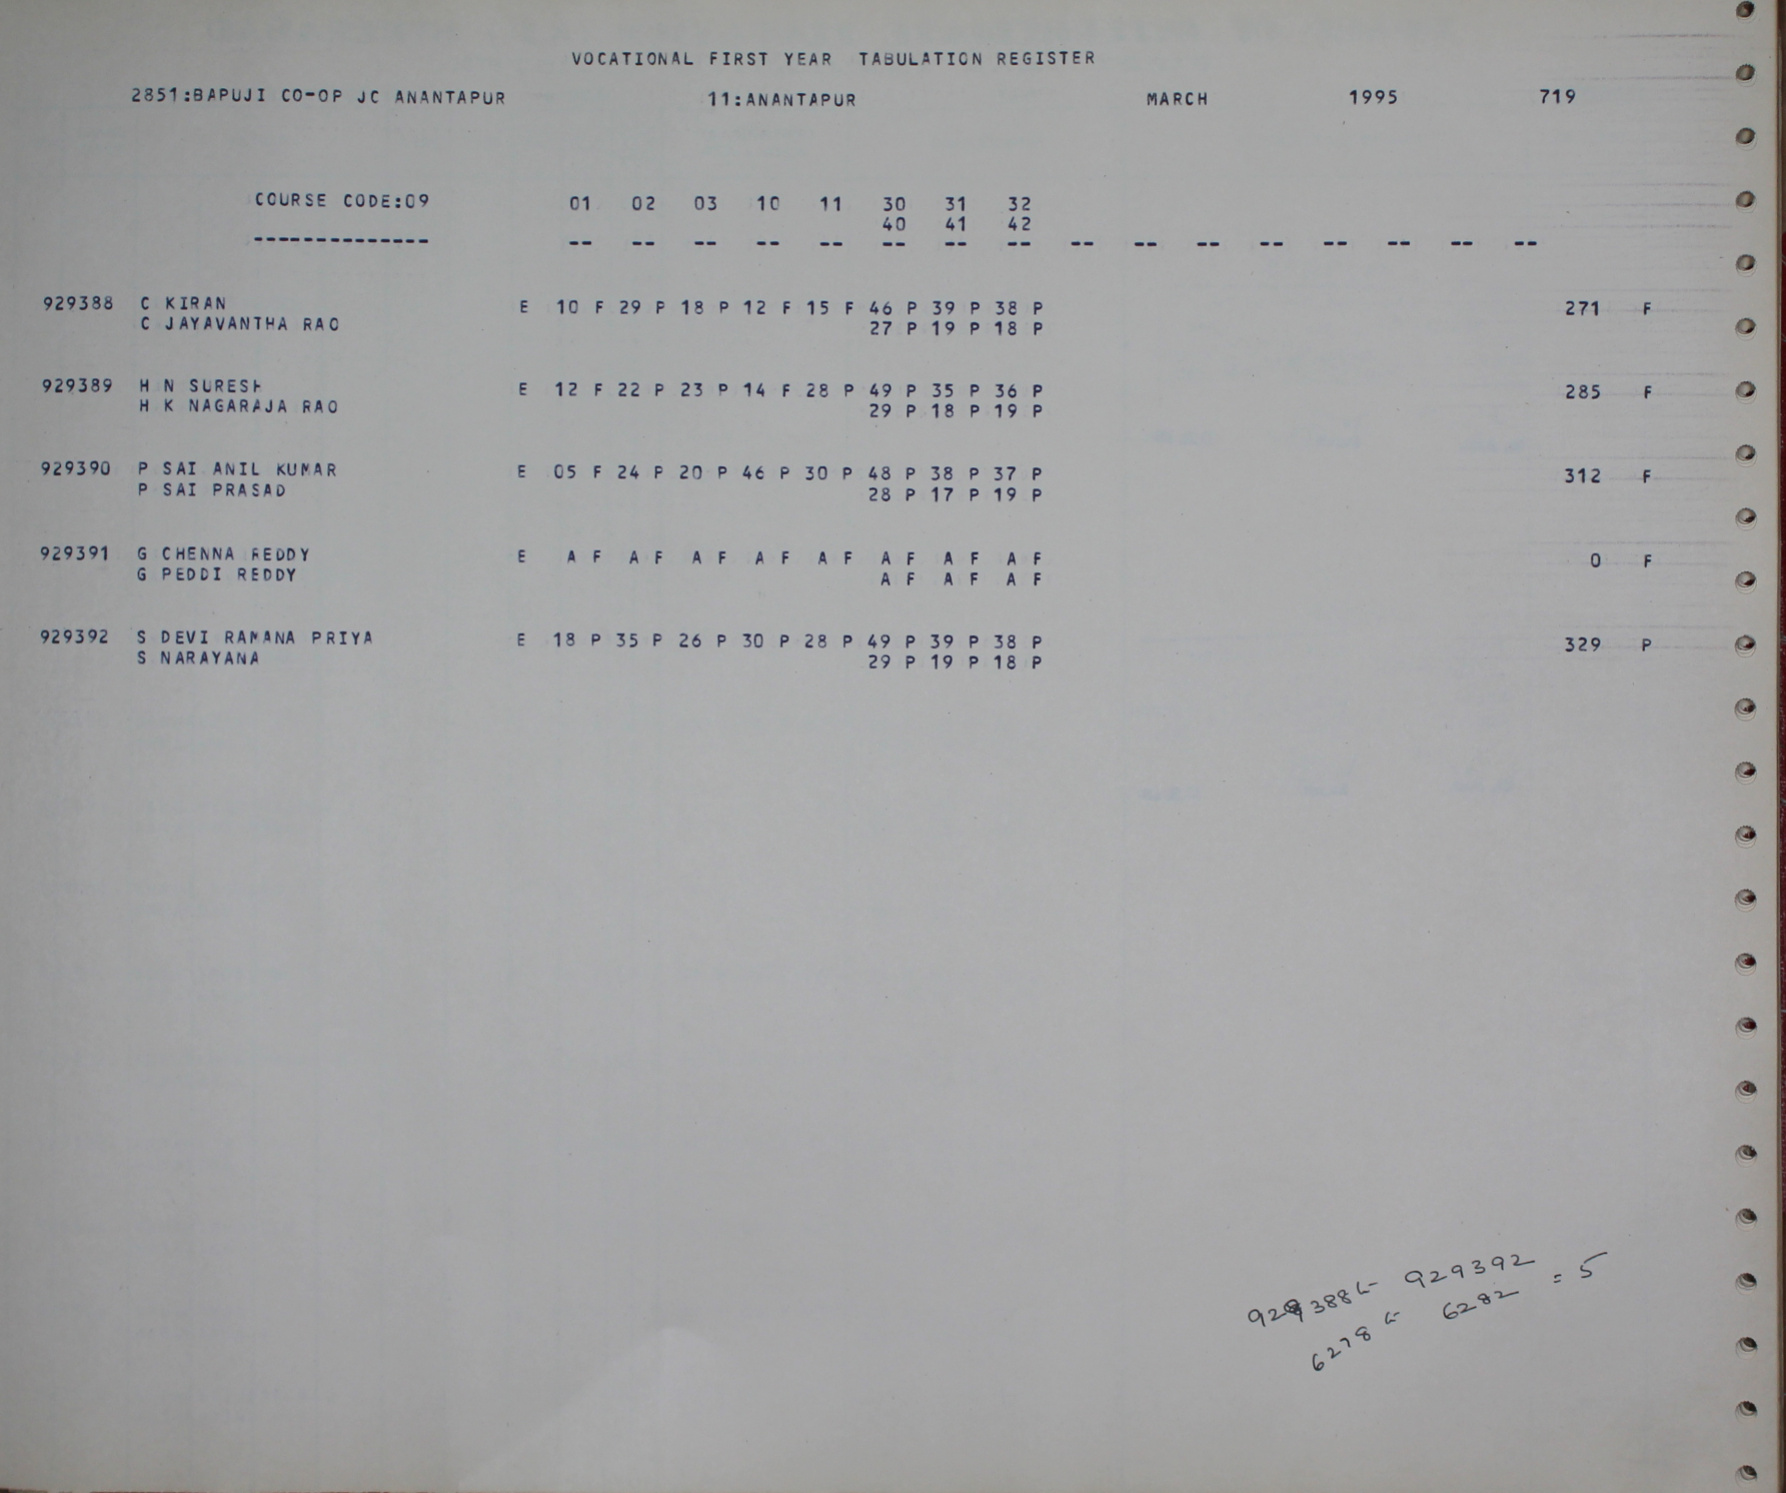 VOCATIONAL FIRST YEAR TABULATION REGISTER
2851:BAPUJI CO-OP JC ANANTAPUR 11:ANANTAPUR MARCH 1995 719
COURSE CODE:09 01 02 03 10 11 30 31 32
40 41 42
-------------- -- -- -- -- -- -- -- -- -- -- -- -- -- -- -- --
929388 C KIRAN E 10 F 29 P 18 P 12 F 15 F 46 P 39 P 38 P 271 F
C JAYAVANTHA RAO 27 P 19 P 18 P
929389 H N SURESH E 12 F 22 P 23 P 14 F 28 P 49 P 35 P 36 P 285 F
H K NAGARAJA RAO 29 P 18 P 19 P
929390 P SAI ANIL KUMAR E 05 F 24 P 20 P 46 P 30 P 48 P 38 P 37 P 312 F
P SAI PRASAD 28 P 17 P 19 P
929391 G CHENNA REDDY E A F A F A F A F A F A F A F A F 0 F
G PEDDI REDDY A F A F A F
929392 S DEVI RAMANA PRIYA E 18 P 35 P 26 P 30 P 28 P 49 P 39 P 38 P 329 P
S NARAYANA 29 P 19 P 18 P
929388 929392
6278 6282 = 5